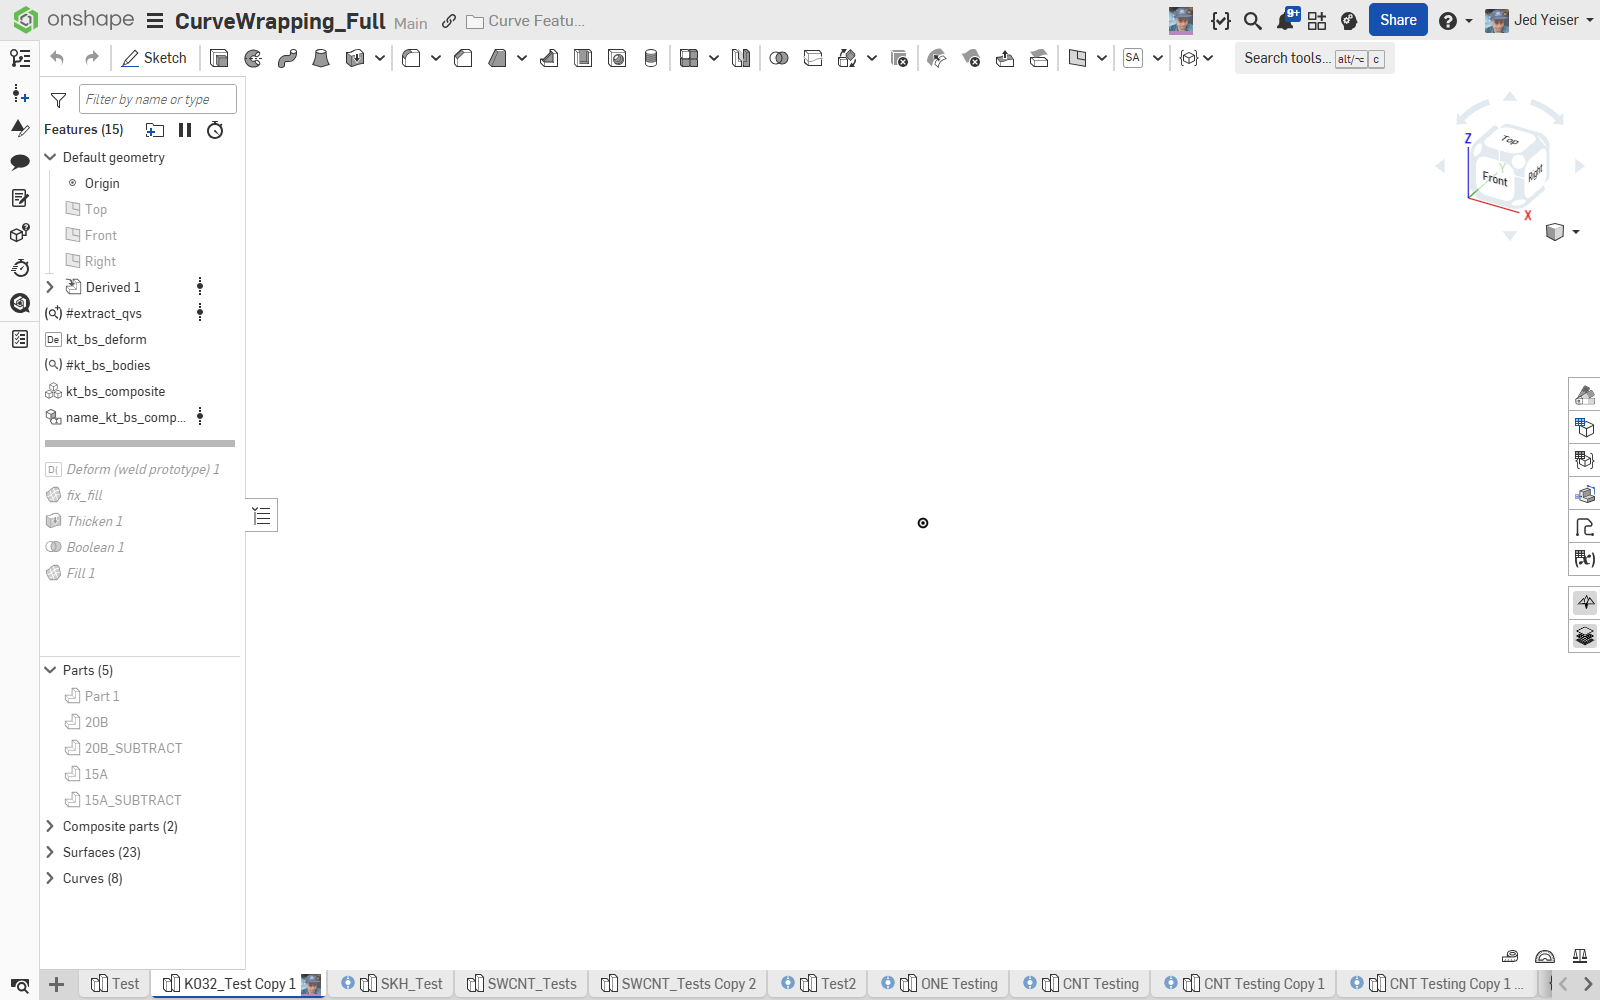 onshape
CurveWrapping_Full Main Curve Featu...
9+
Share
Jed Yeiser
Sketch
SA
Search tools... alt/⌥ c
Filter by name or type
Features (15)
Default geometry
Origin
Top
Front
Right
Derived 1
#extract_qvs
De kt_bs_deform
#kt_bs_bodies
kt_bs_composite
name_kt_bs_comp...
D( Deform (weld prototype) 1
fix_fill
Thicken 1
Boolean 1
Fill 1
Parts (5)
Part 1
20B
20B_SUBTRACT
15A
15A_SUBTRACT
Composite parts (2)
Surfaces (23)
Curves (8)
Z
Top
Y
Front
Right
X
Test
K032_Test Copy 1
SKH_Test
SWCNT_Tests
SWCNT_Tests Copy 2
Test2
ONE Testing
CNT Testing
CNT Testing Copy 1
CNT Testing Copy 1 ...